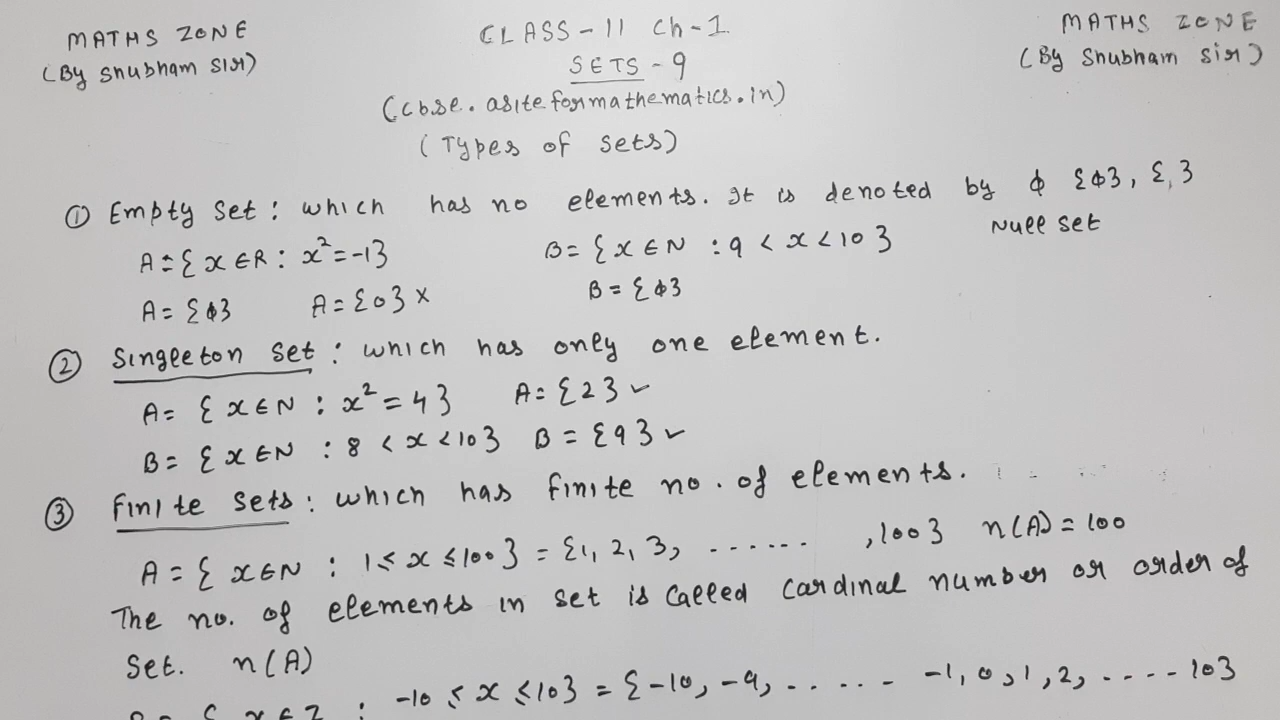 MATHS ZONE
(By Shubham Sir)
CLASS - 11 Ch-1
SETS - 9
(cbse.asiteformathematics.in)
(Types of sets)
MATHS ZONE
(By Shubham Sir)
① Empty Set : which has no elements. It is denoted by ϕ {ϕ}, { }
Null set
A = {x ∈ R : x² = -1}  B = {x ∈ N : 9 < x < 10}
A = {ϕ}  A = {0} ×  B = {ϕ}
② Singleton Set : which has only one element.
A = {x ∈ N : x² = 4}  A = {2} ✓
B = {x ∈ N : 8 < x < 10}  B = {9} ✓
③ Finite Sets : which has finite no. of elements.
A = {x ∈ N : 1 ≤ x ≤ 100} = {1, 2, 3, ...... , 100}  n(A) = 100
The no. of elements in set is called Cardinal number or order of
Set. n(A)
B = {x ∈ Z : -10 ≤ x ≤ 10} = {-10, -9, ...... -1, 0, 1, 2, .... 10}